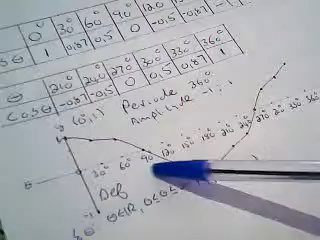 0° 30° 60° 90° 120
Cos θ 1 0,87 0,5 0 -0,5 -0,87 -1
θ 210° 240° 270° 300° 330° 360°
Cos θ -0,87 -0,5 0 0,5 0,87 1
Periode 360°
(0°,1) Amplitude -1; 1
30° 60° 90° 120 150 180 210 240 270 300 330 360
Def
θ∈R, 0≤θ≤